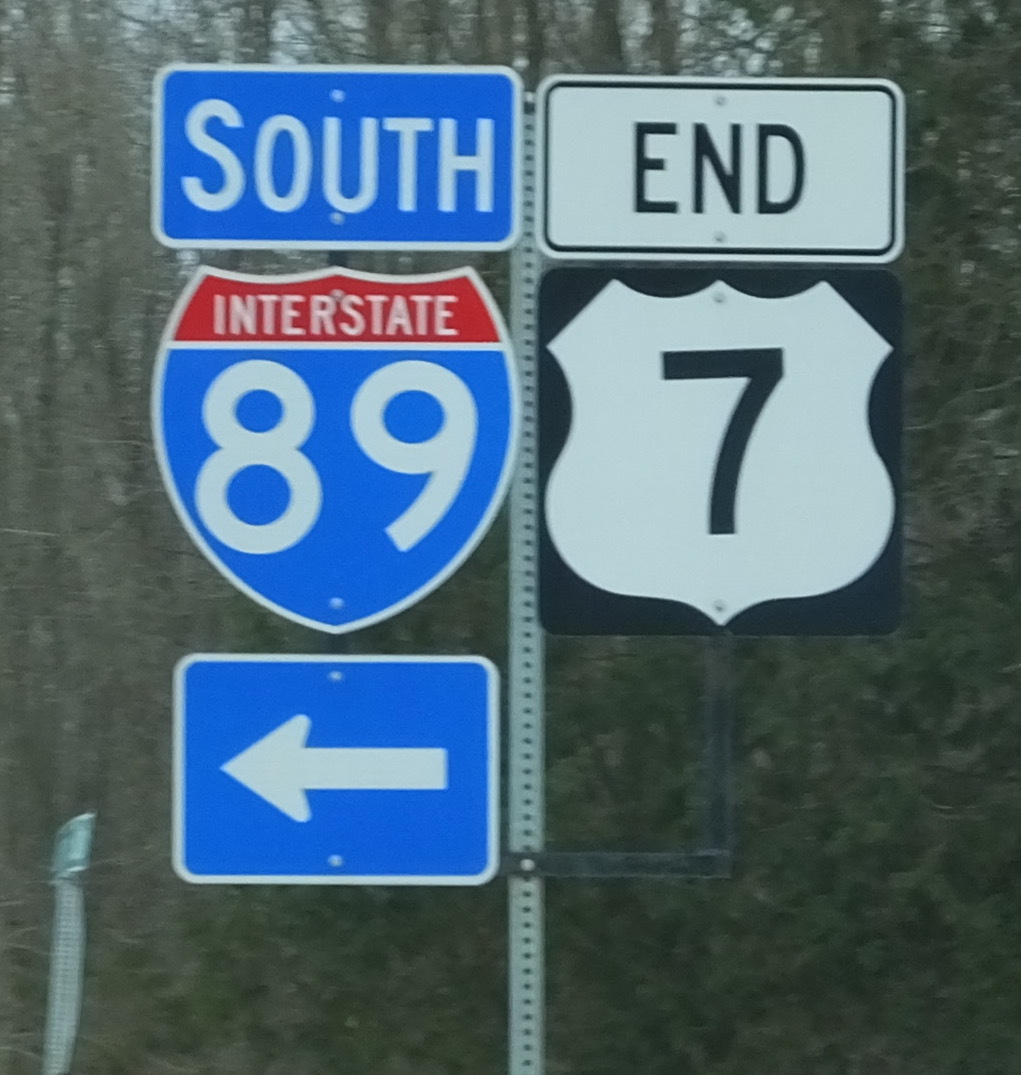 SOUTH
INTERSTATE
89
END
7